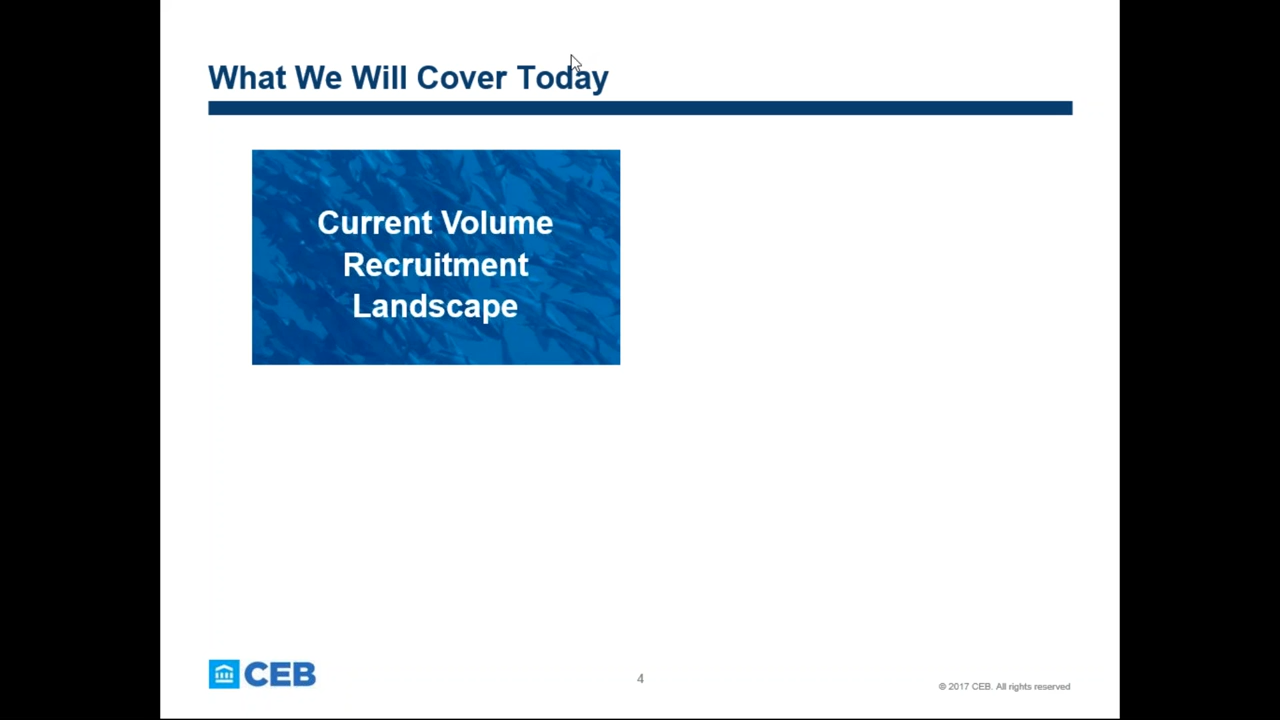 What We Will Cover Today
Current Volume
Recruitment
Landscape
CEB
4
© 2017 CEB. All rights reserved